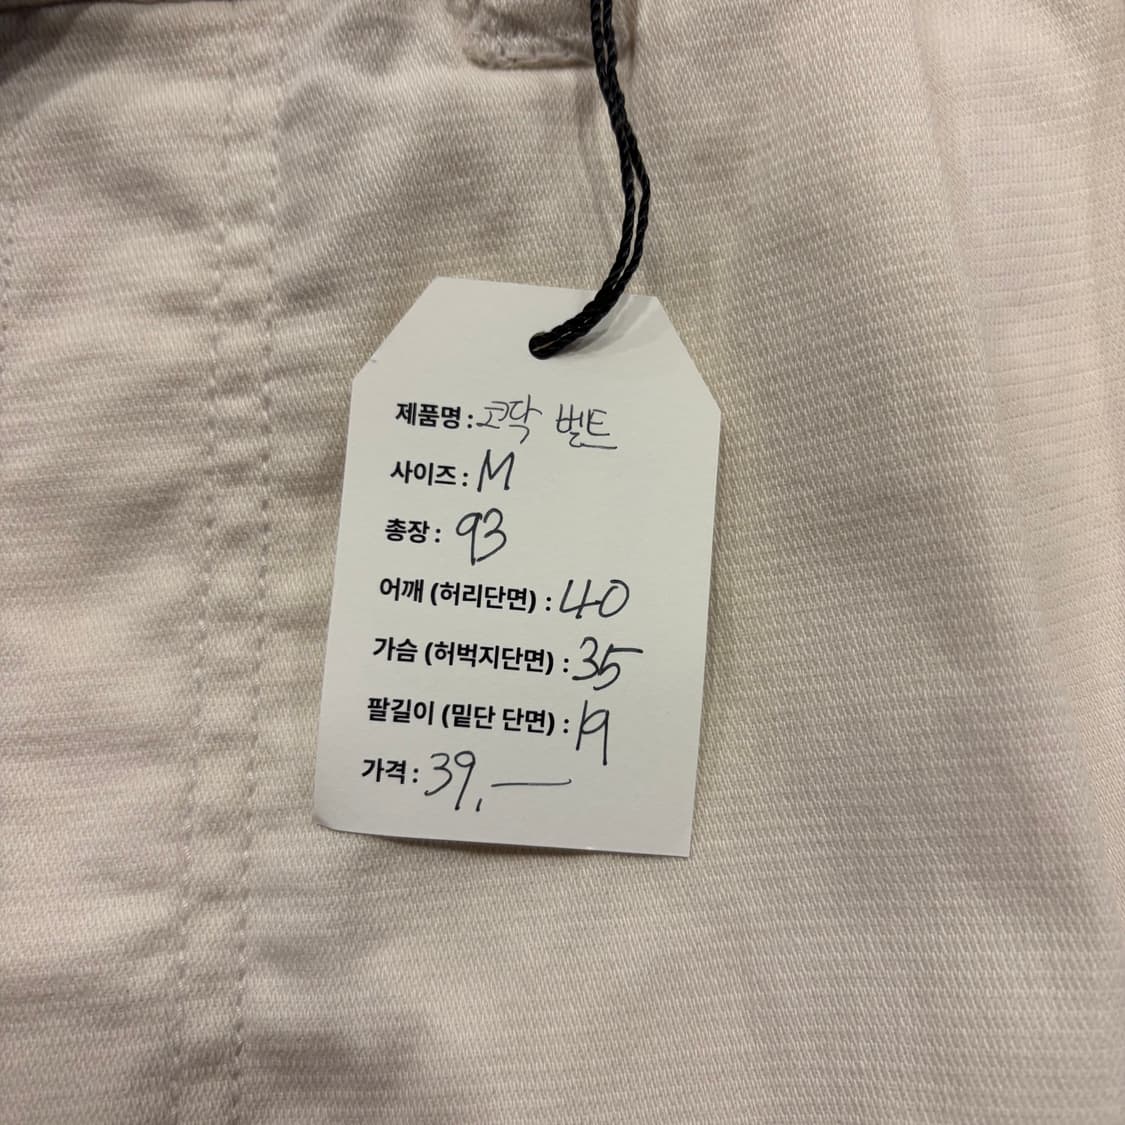 제품명 : 코닥 벨트
사이즈 : M
총장 : 93
어깨 (허리단면) : 40
가슴 (허벅지단면) : 35
팔길이 (밑단 단면) : 19
가격 : 39,—